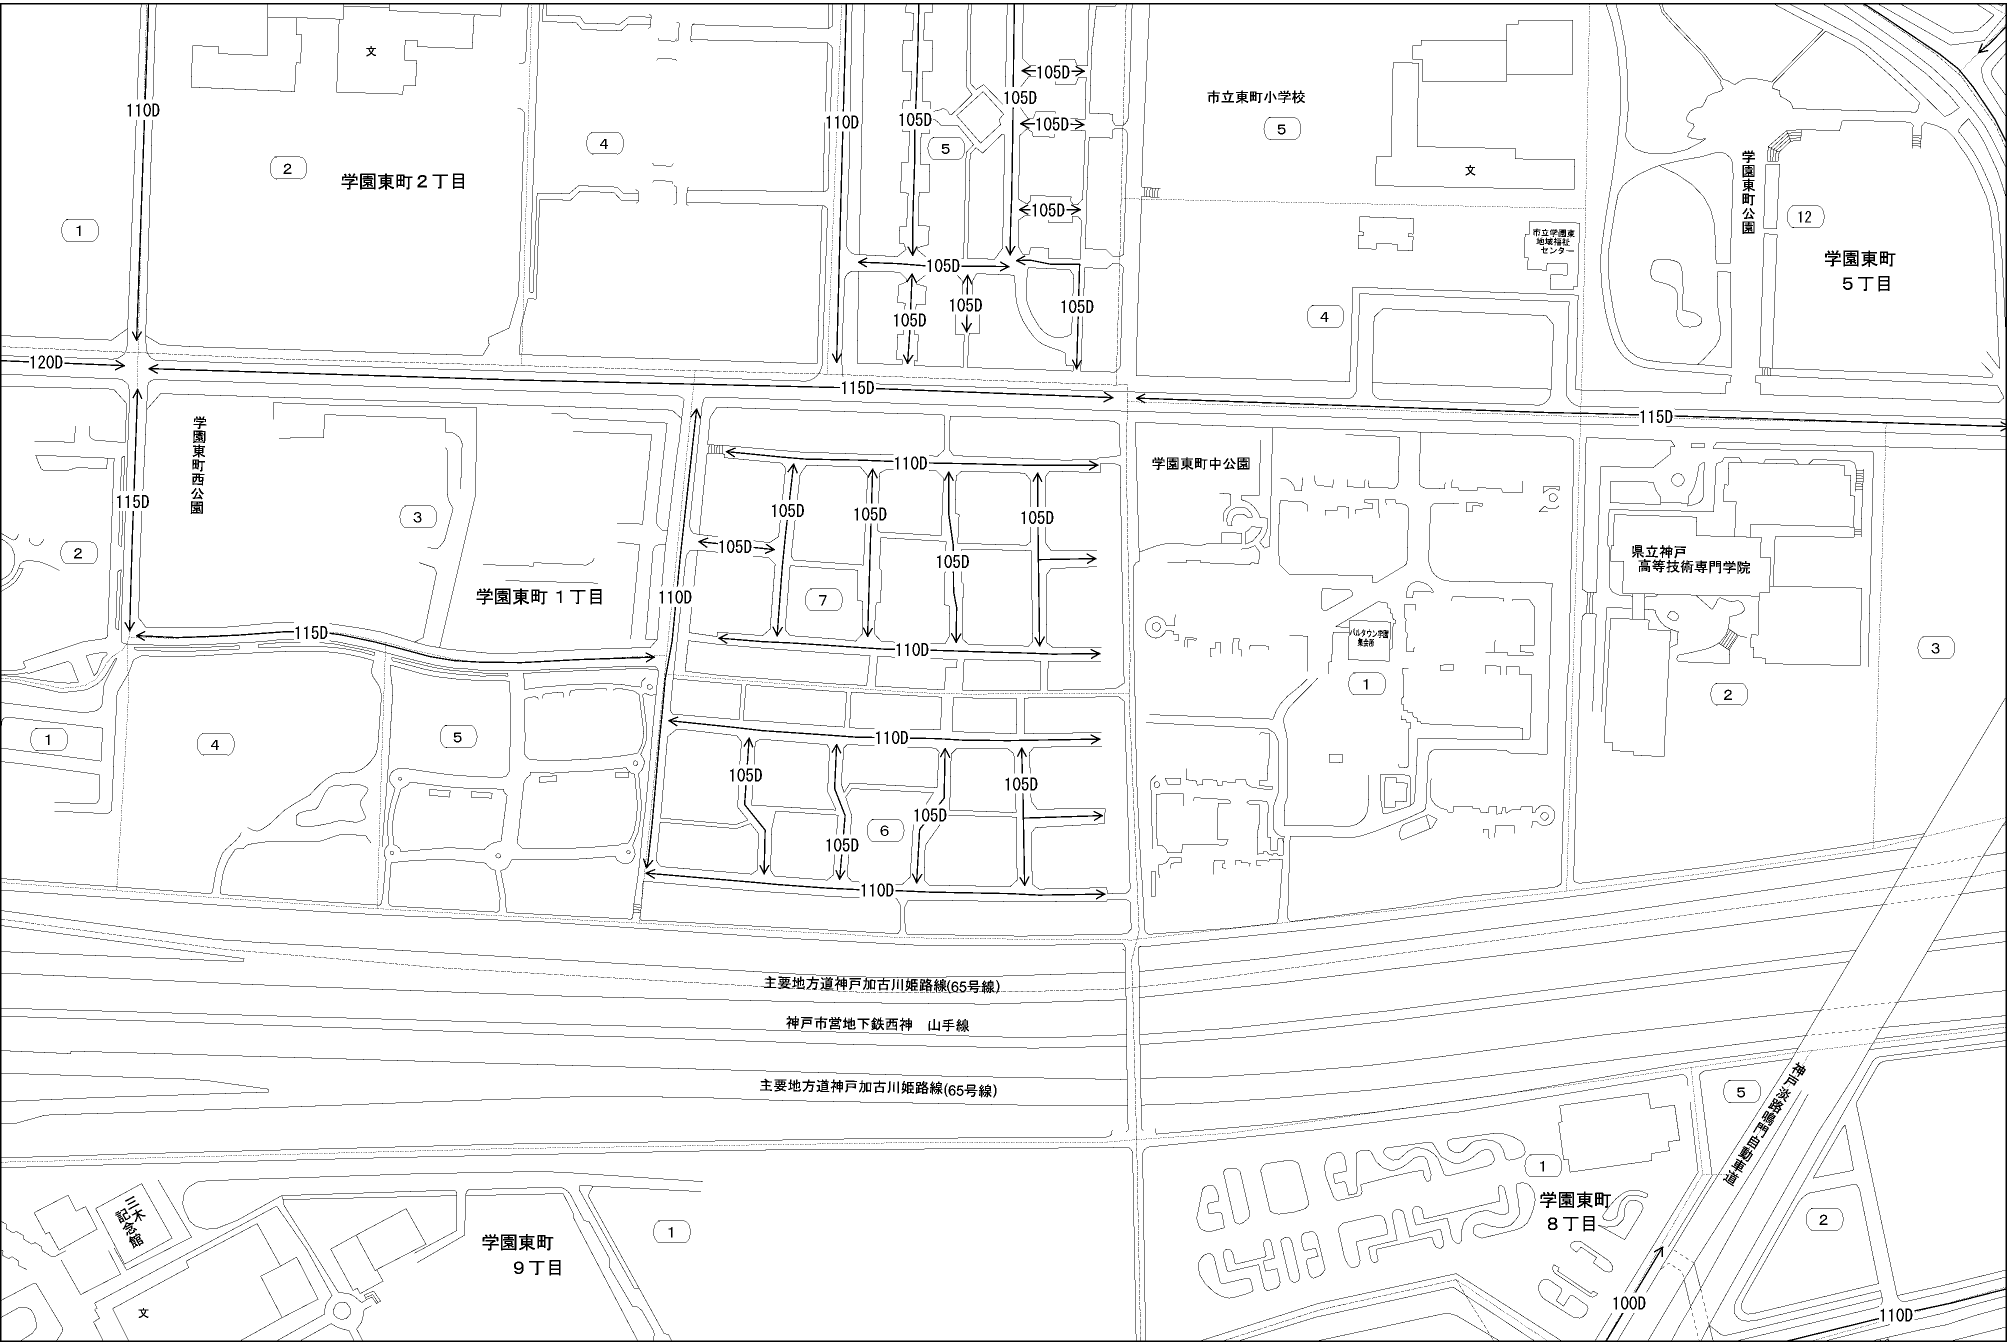 文
110D
110D
105D
105D
105D
105D
市立東町小学校
5
4
5
2
学園東町2丁目
文
学園東町公園
12
105D
1
市立学園東
地域福祉
センター
学園東町
5丁目
105D
105D
105D
105D
4
120D
115D
115D
学園東町西公園
110D
学園東町中公園
115D
3
105D
105D
105D
105D
2
105D
県立神戸
高等技術専門学院
学園東町1丁目
110D
7
115D
パルタウン学園
集会所
110D
3
1
2
1
4
5
110D
105D
105D
105D
105D
6
110D
主要地方道神戸加古川姫路線(65号線)
神戸市営地下鉄西神 山手線
主要地方道神戸加古川姫路線(65号線)
神戸淡路鳴門自動車道
5
1
学園東町
8丁目
2
三木
記念館
1
学園東町
9丁目
文
100D
110D